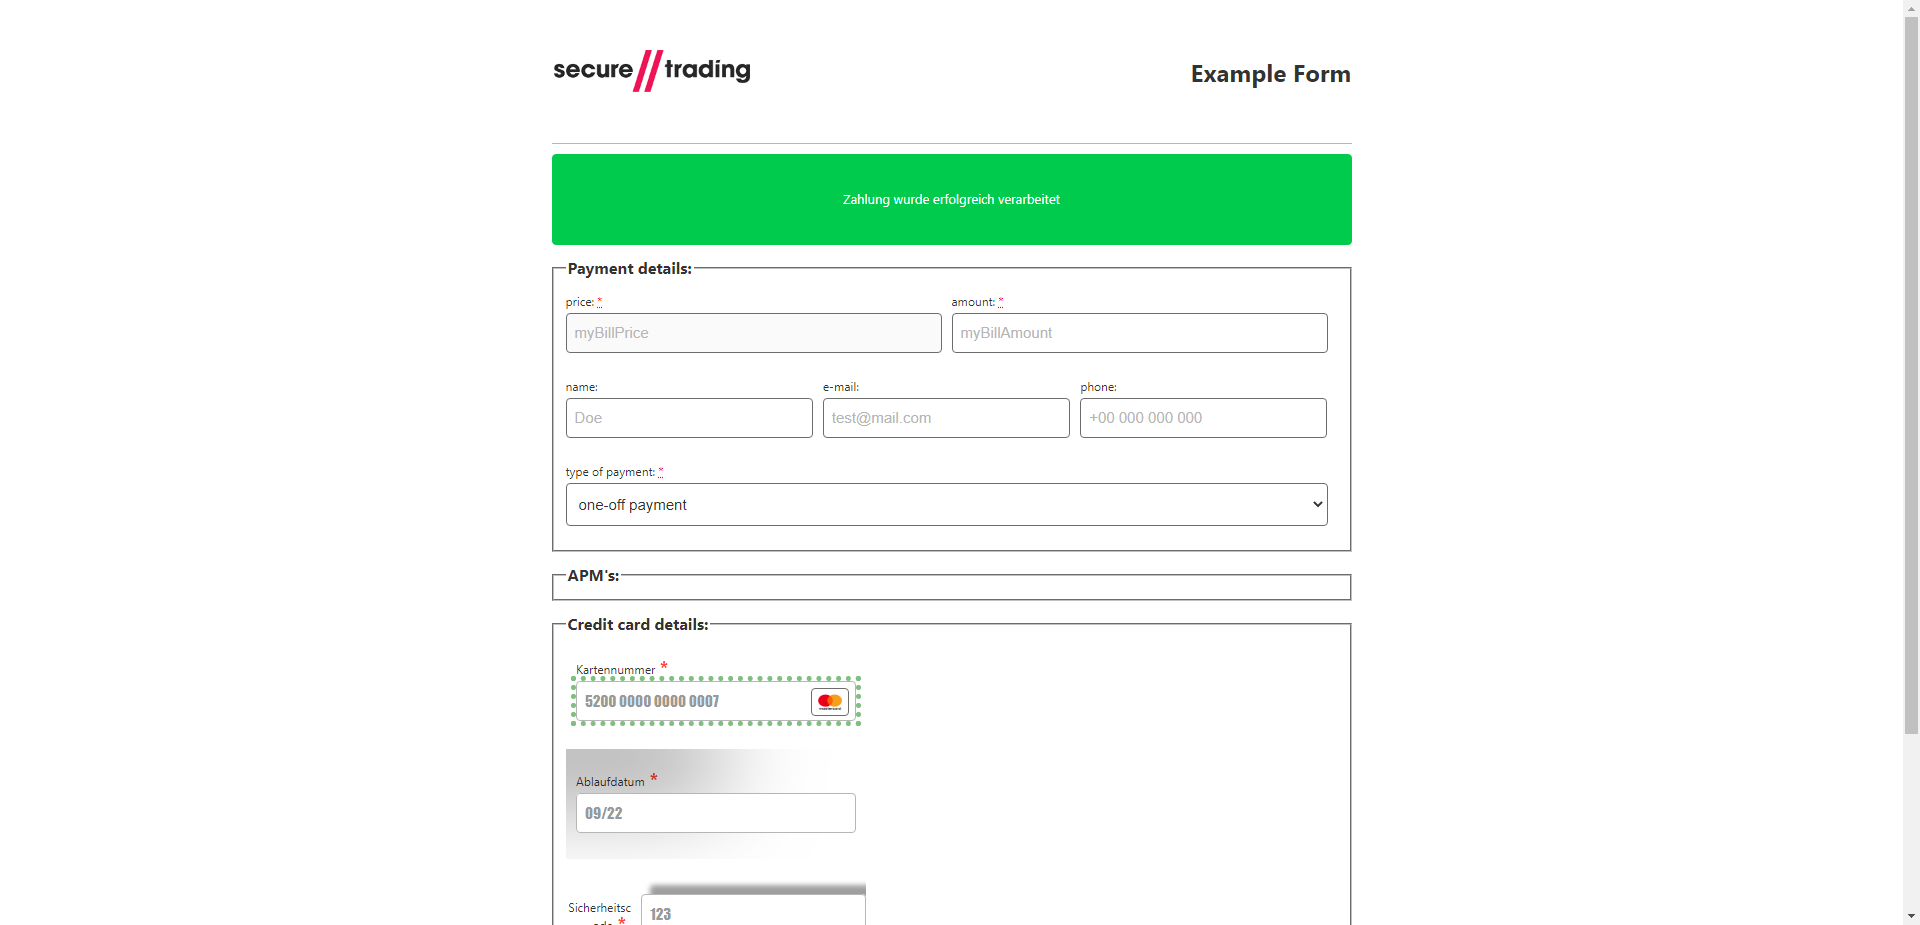 secure//trading
Example Form
Zahlung wurde erfolgreich verarbeitet
Payment details:
price: * amount: *
myBillPrice myBillAmount
name: e-mail: phone:
Doe test@mail.com +00 000 000 000
type of payment: *
one-off payment
APM's:
Credit card details:
Kartennummer *
5200 0000 0000 0007
mastercard
Ablaufdatum *
09/22
Sicherheitsc
ode *
123